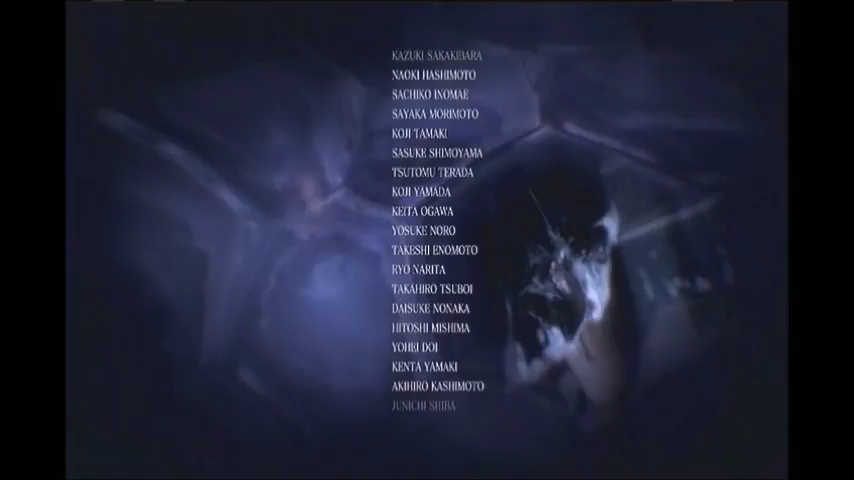 KAZUKI SAKAKIBARA
NAOKI HASHIMOTO
SACHIKO INOMAE
SAYAKA MORIMOTO
KOJI TAMAKI
SASUKE SHIMOYAMA
TSUTOMU TERADA
KOJI YAMADA
KEITA OGAWA
YOSUKE NORO
TAKESHI ENOMOTO
RYO NARITA
TAKAHIRO TSUBOI
DAISUKE NONAKA
HITOSHI MISHIMA
YOHEI DOI
KENTA YAMAKI
AKIHIRO KASHIMOTO
JUNICHI SHIBA